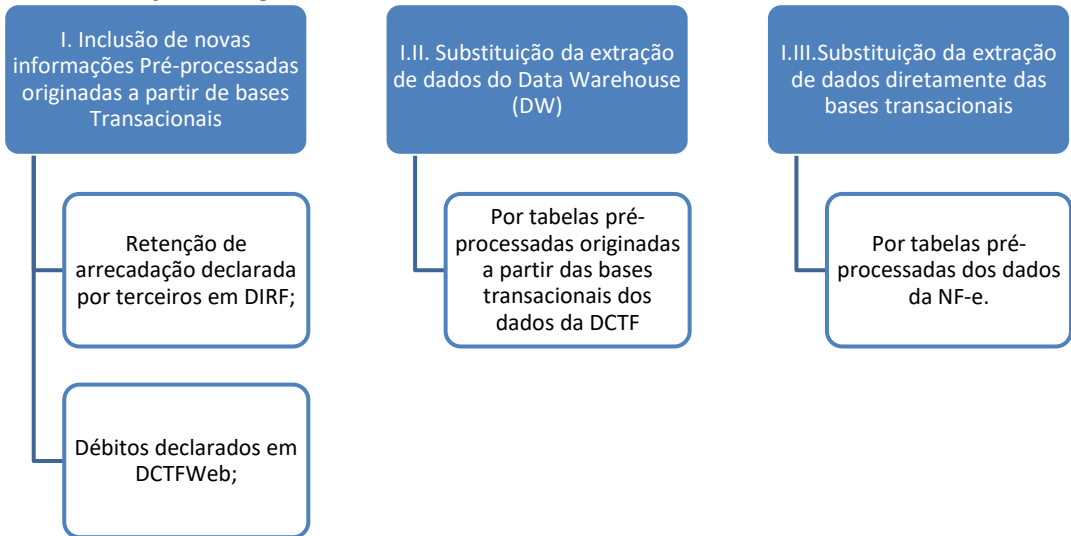 I. Inclusão de novas
informações Pré-processadas
originadas a partir de bases
Transacionais
Retenção de
arrecadação declarada
por terceiros em DIRF;
Débitos declarados em
DCTFWeb;
I.II. Substituição da extração
de dados do Data Warehouse
(DW)
Por tabelas pré-
processadas originadas
a partir das bases
transacionais dos
dados da DCTF
I.III.Substituição da extração
de dados diretamente das
bases transacionais
Por tabelas pré-
processadas dos dados
da NF-e.